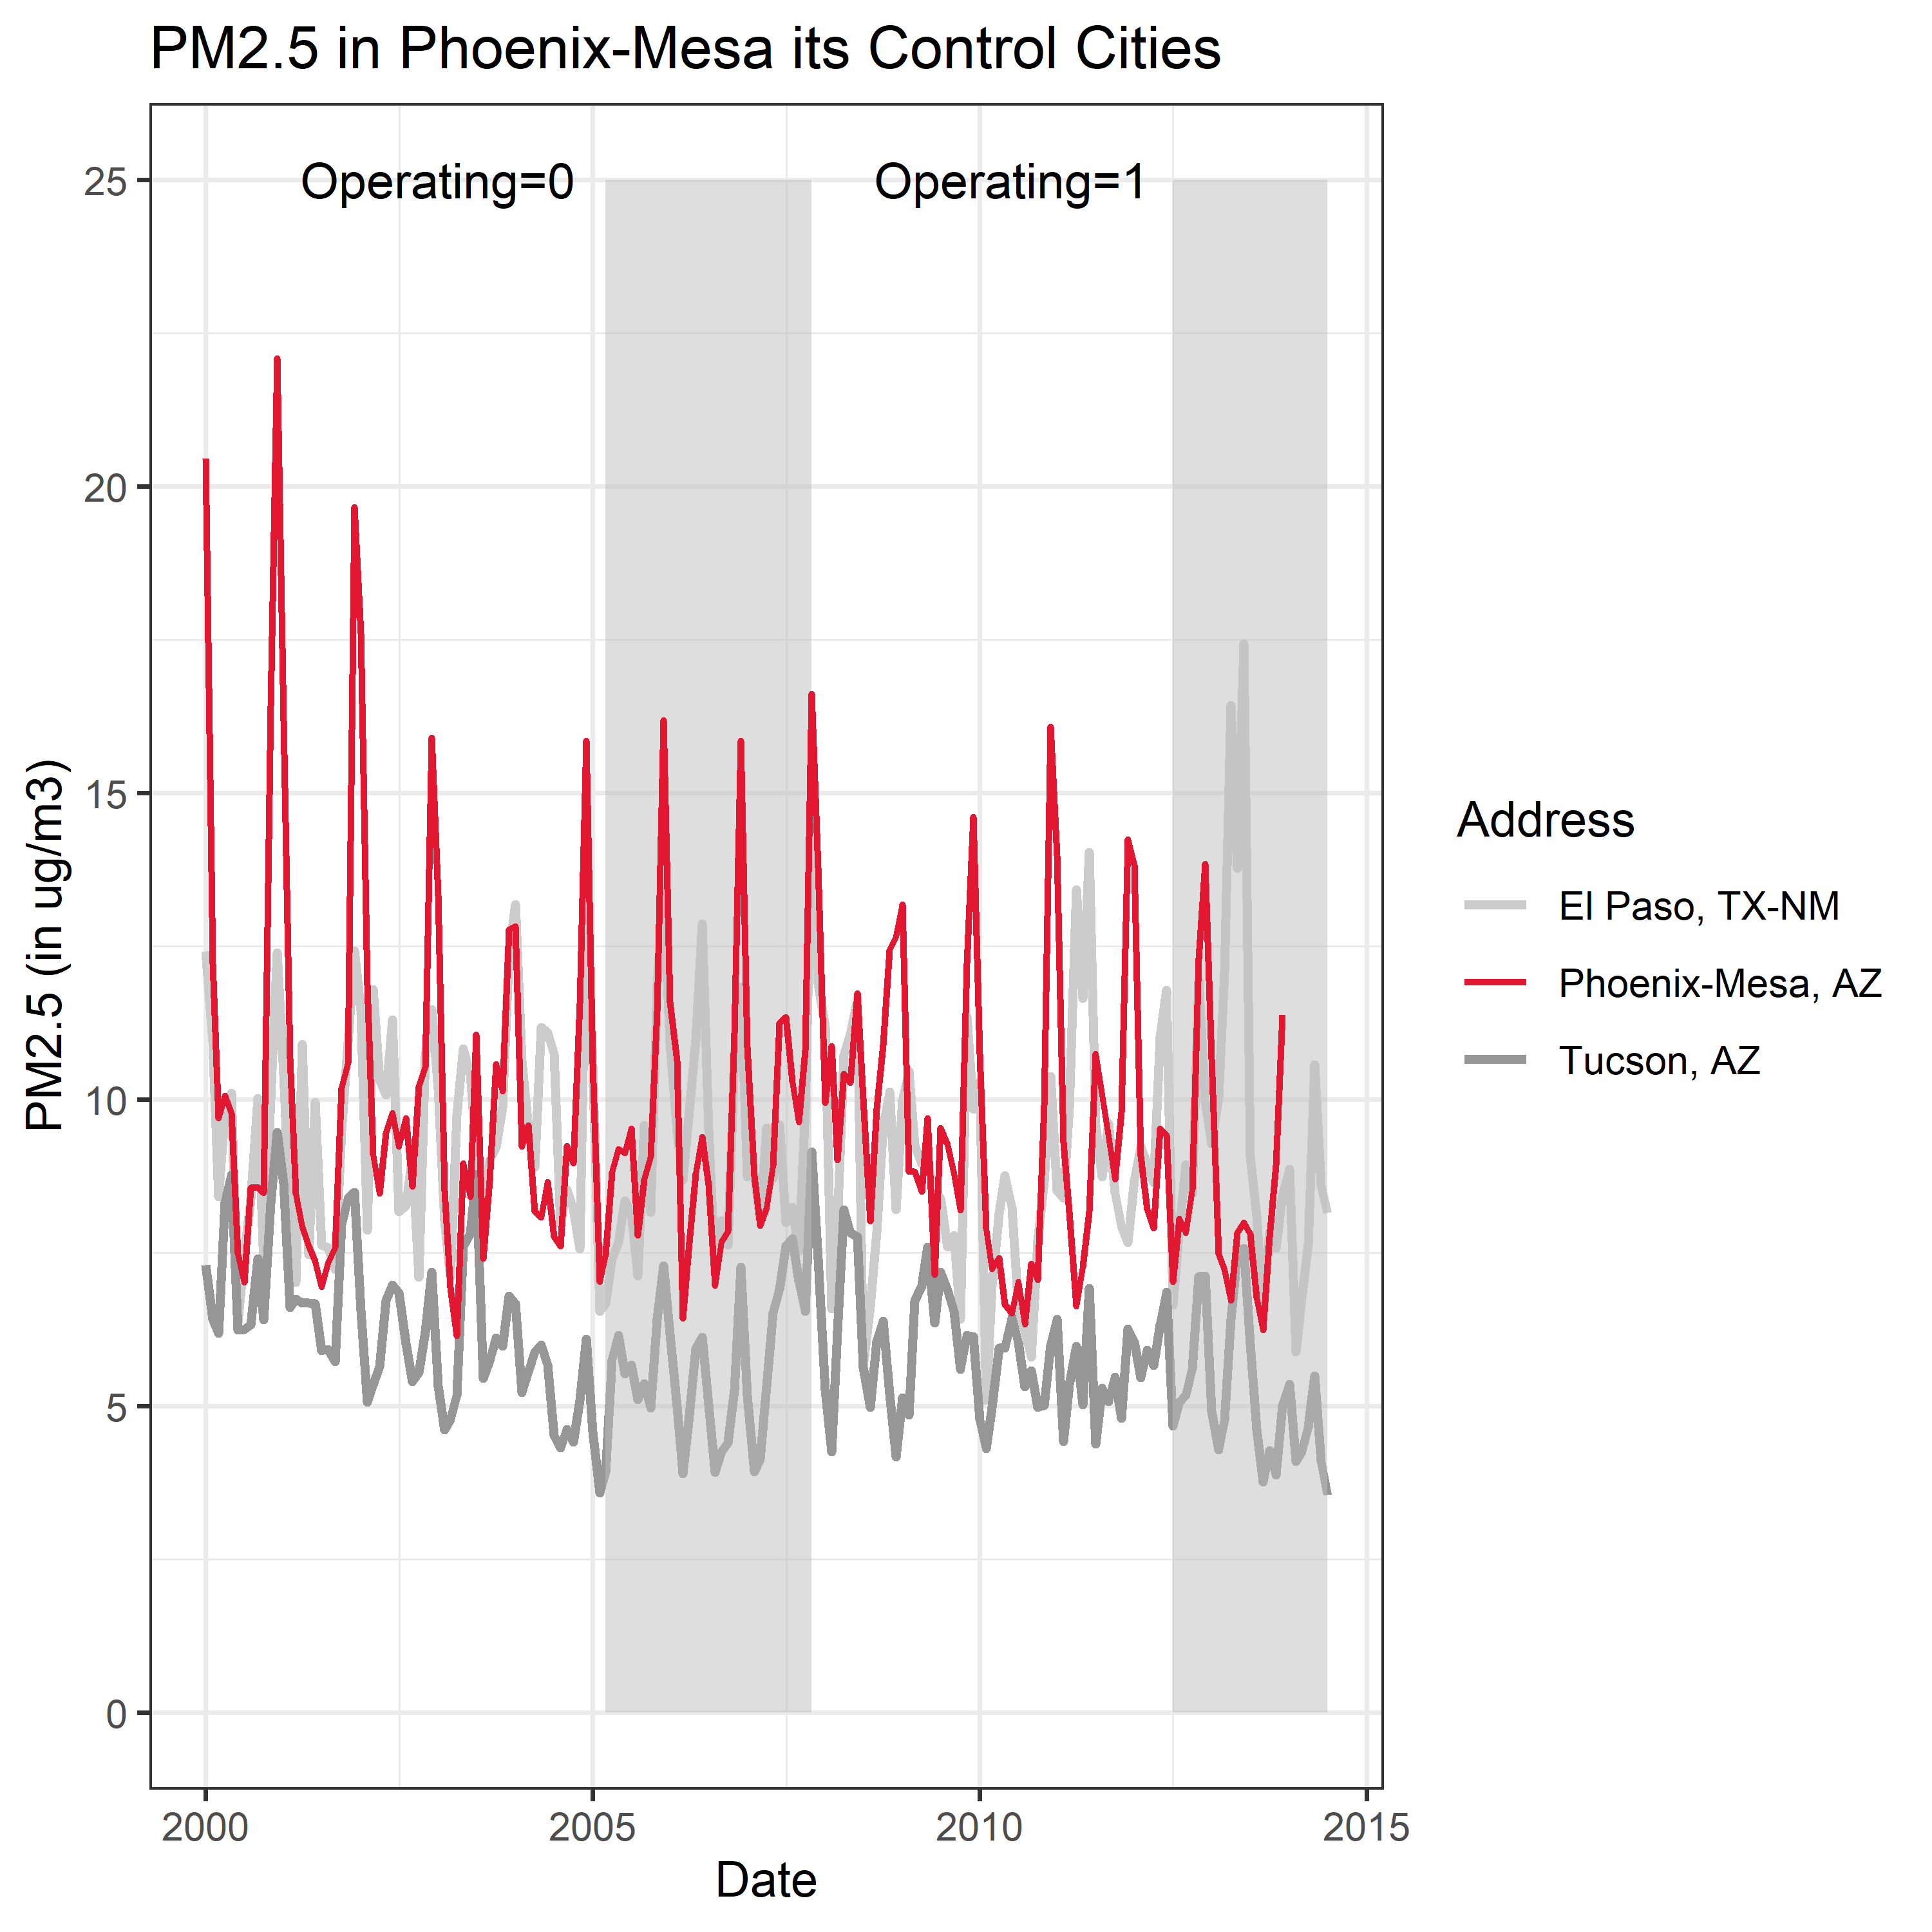 PM2.5 in Phoenix-Mesa its Control Cities
Operating=0
Operating=1
25
20
15
10
5
0
PM2.5 (in ug/m3)
2000
2005
2010
2015
Date
Address
El Paso, TX-NM
Phoenix-Mesa, AZ
Tucson, AZ